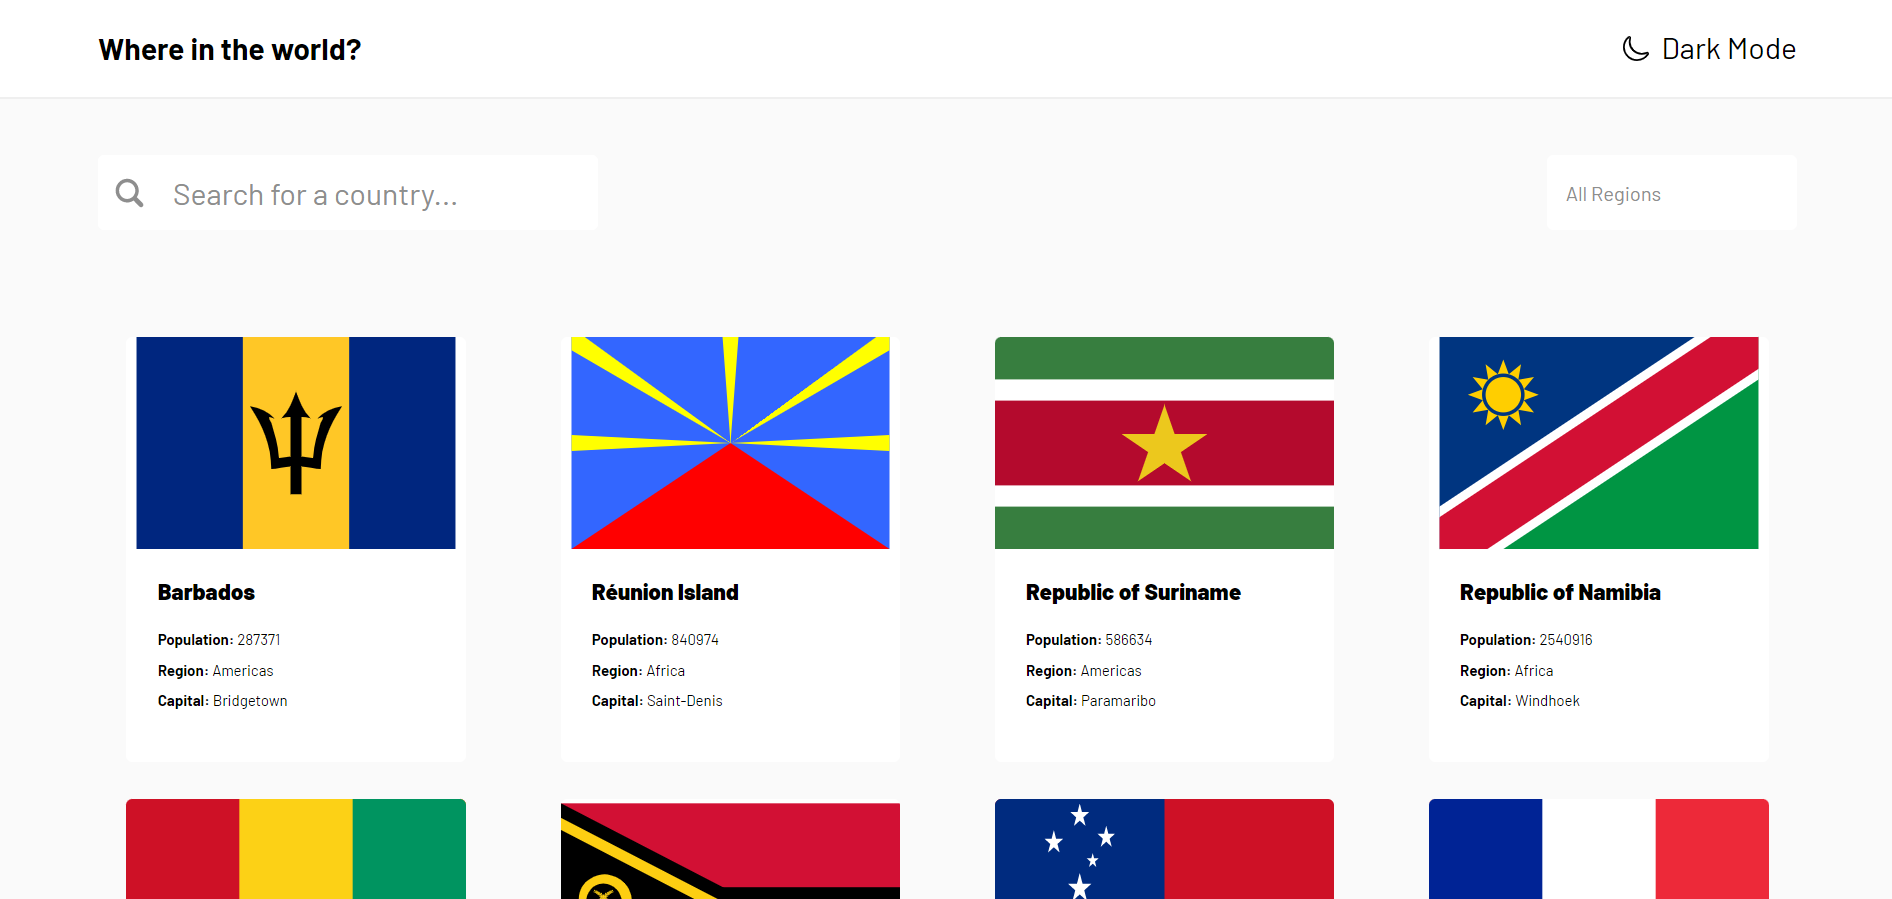 Where in the world?
Dark Mode
Search for a country...
All Regions
Barbados
Population: 287371
Region: Americas
Capital: Bridgetown
Réunion Island
Population: 840974
Region: Africa
Capital: Saint-Denis
Republic of Suriname
Population: 586634
Region: Americas
Capital: Paramaribo
Republic of Namibia
Population: 2540916
Region: Africa
Capital: Windhoek